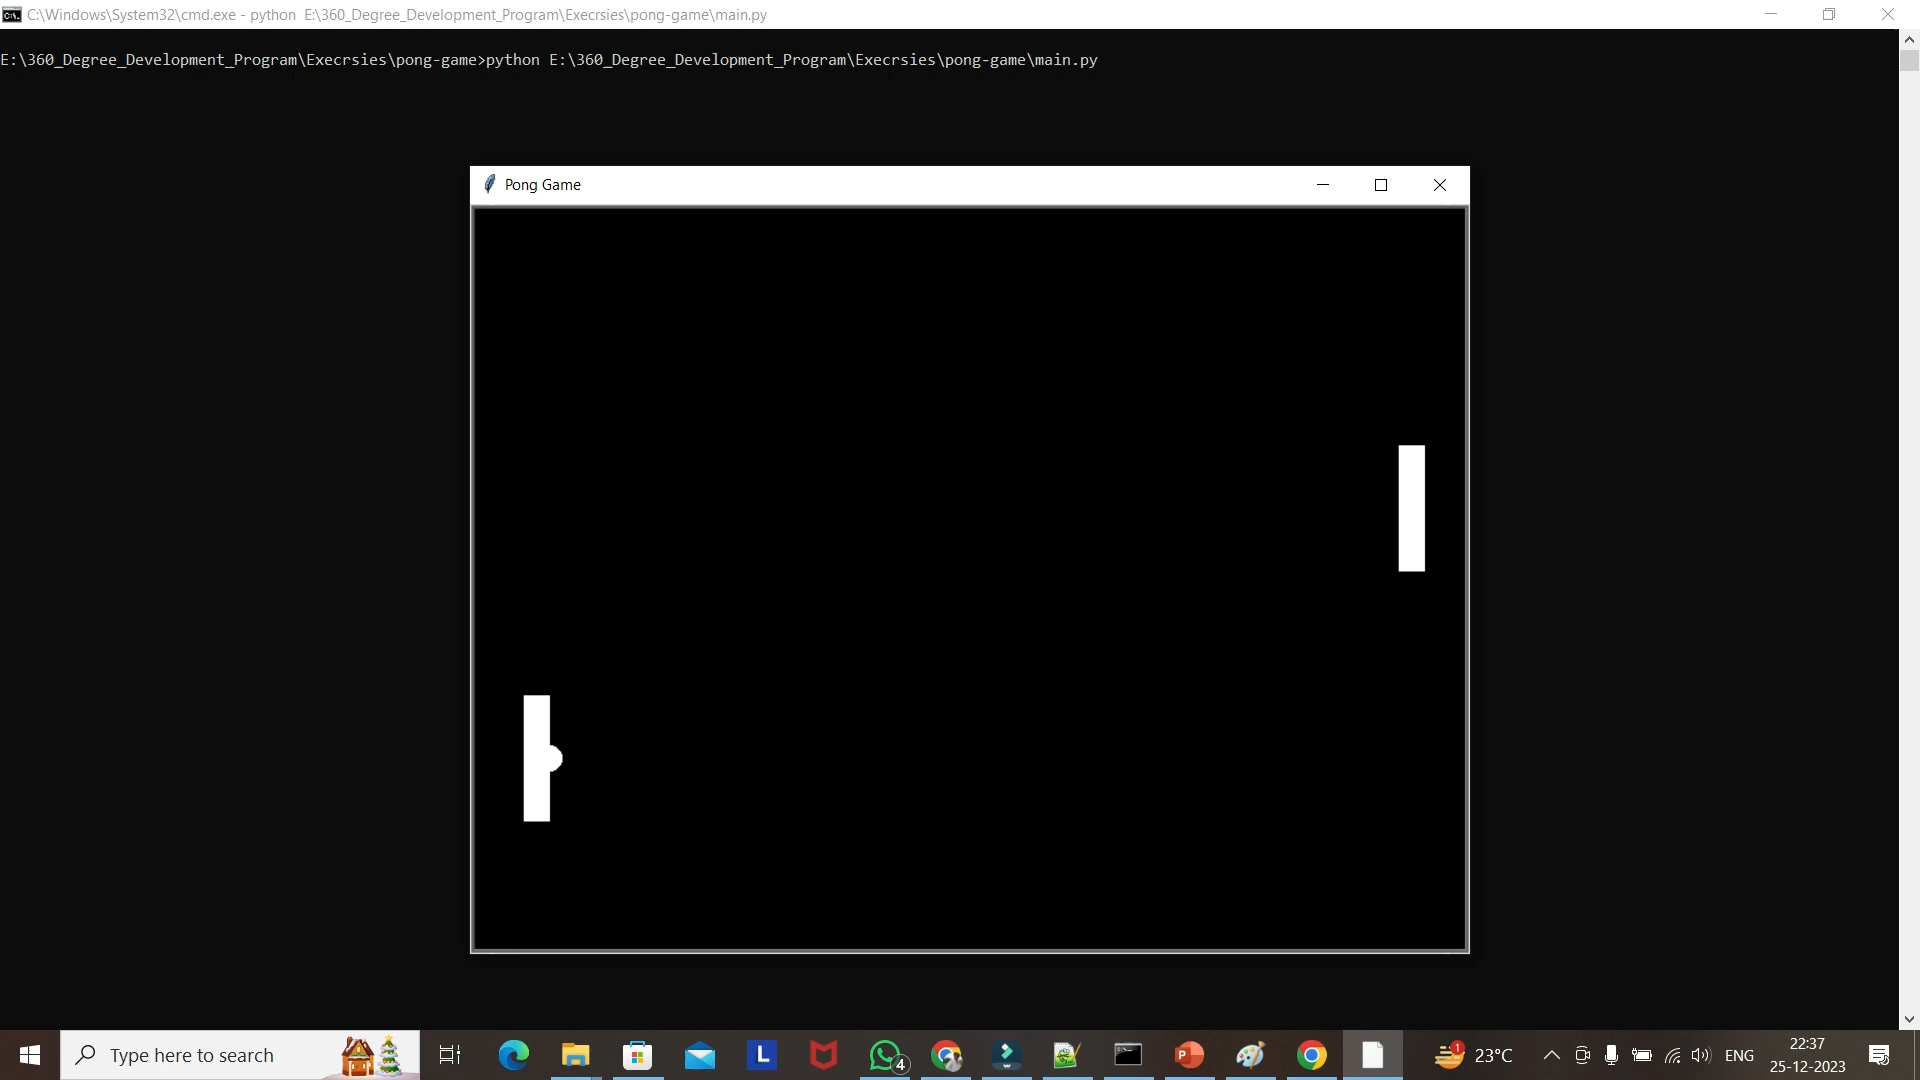 C:\Windows\System32\cmd.exe - python  E:\360_Degree_Development_Program\Execrsies\pong-game\main.py
E:\360_Degree_Development_Program\Execrsies\pong-game>python E:\360_Degree_Development_Program\Execrsies\pong-game\main.py
Pong Game
Type here to search
L
4
W
P
1
23°C
ENG
22:37
25-12-2023